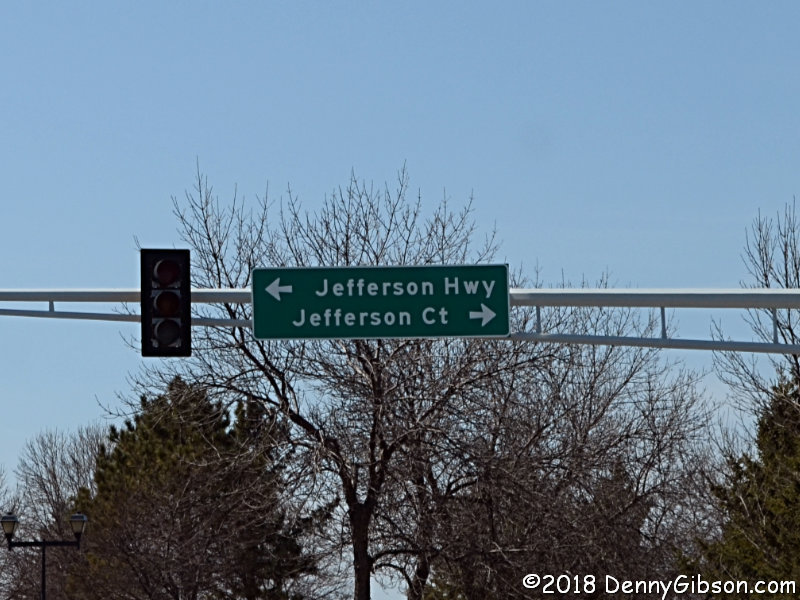 ← Jefferson Hwy
Jefferson Ct →
©2018 DennyGibson.com